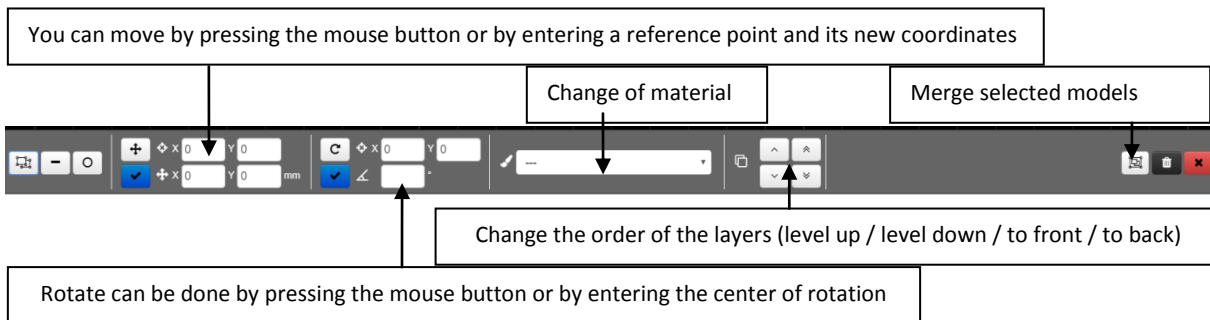 You can move by pressing the mouse button or by entering a reference point and its new coordinates
Change of material
Merge selected models
X 0 Y 0
X 0 Y 0
X 0 Y 0 mm
°
---
Change the order of the layers (level up / level down / to front / to back)
Rotate can be done by pressing the mouse button or by entering the center of rotation